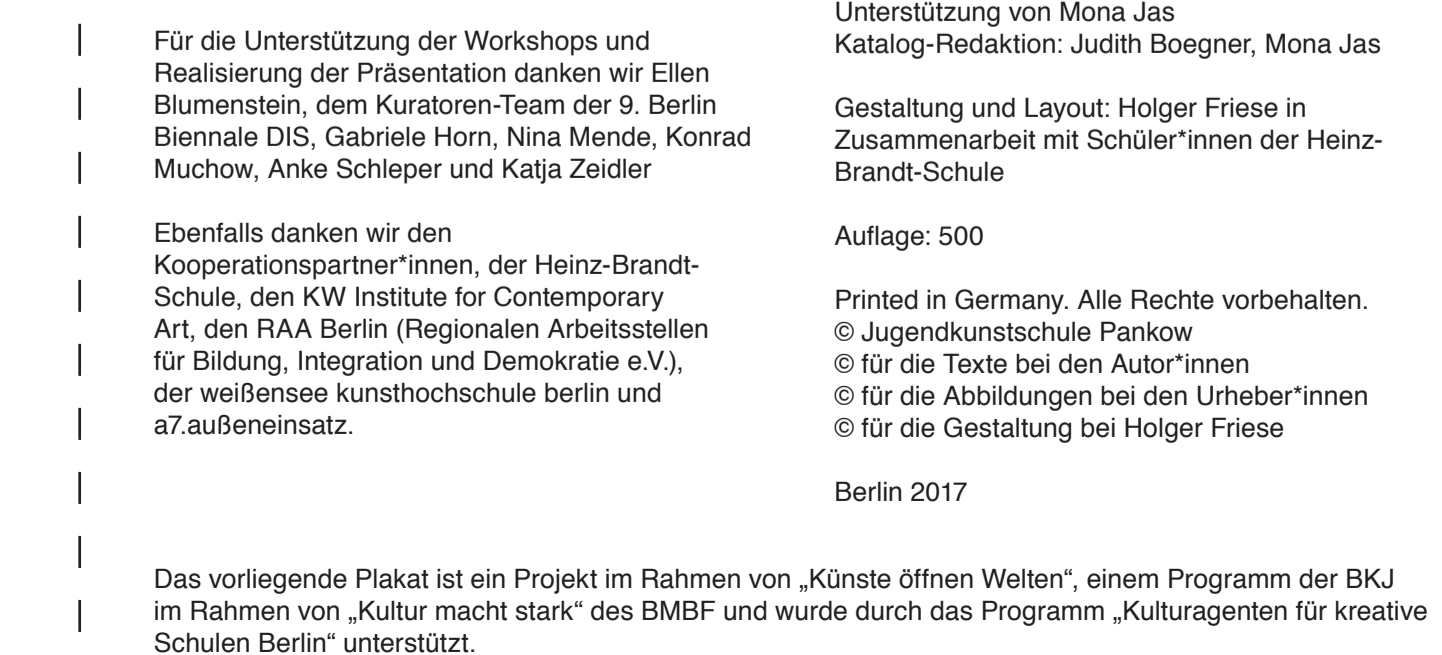 Für die Unterstützung der Workshops und
Realisierung der Präsentation danken wir Ellen
Blumenstein, dem Kuratoren-Team der 9. Berlin
Biennale DIS, Gabriele Horn, Nina Mende, Konrad
Muchow, Anke Schleper und Katja Zeidler
Ebenfalls danken wir den
Kooperationspartner*innen, der Heinz-Brandt-
Schule, den KW Institute for Contemporary
Art, den RAA Berlin (Regionalen Arbeitsstellen
für Bildung, Integration und Demokratie e.V.),
der weißensee kunsthochschule berlin und
a7.außeneinsatz.
Unterstützung von Mona Jas
Katalog-Redaktion: Judith Boegner, Mona Jas
Gestaltung und Layout: Holger Friese in
Zusammenarbeit mit Schüler*innen der Heinz-
Brandt-Schule
Auflage: 500
Printed in Germany. Alle Rechte vorbehalten.
© Jugendkunstschule Pankow
© für die Texte bei den Autor*innen
© für die Abbildungen bei den Urheber*innen
© für die Gestaltung bei Holger Friese
Berlin 2017
Das vorliegende Plakat ist ein Projekt im Rahmen von „Künste öffnen Welten“, einem Programm der BKJ
im Rahmen von „Kultur macht stark“ des BMBF und wurde durch das Programm „Kulturagenten für kreative
Schulen Berlin“ unterstützt.